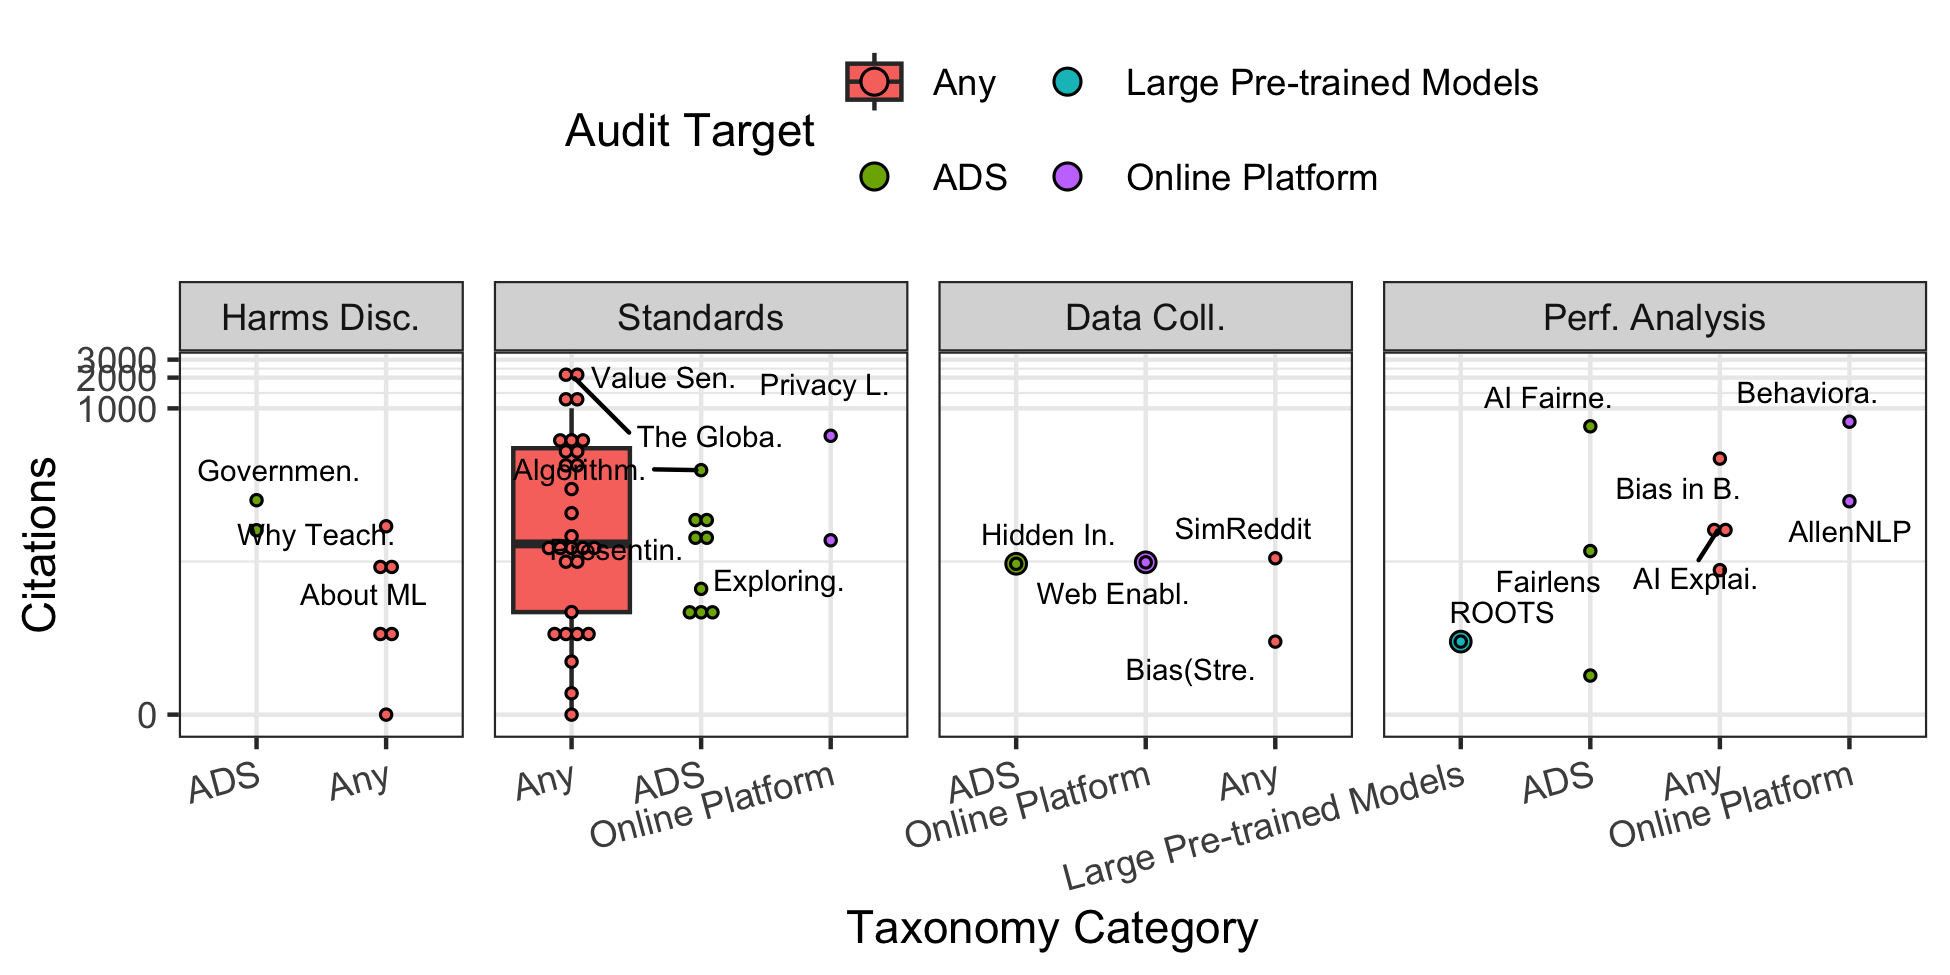 Audit Target
Any
Large Pre-trained Models
ADS
Online Platform
Harms Disc.
Standards
Data Coll.
Perf. Analysis
Citations
3000
2000
1000
0
Governmen.
Why Teach.
About ML
Value Sen.
Privacy L.
The Globa.
Algorithm.
Exploring.
Hidden In.
SimReddit
Web Enabl.
Bias(Stre.
AI Fairne.
Behaviora.
Bias in B.
AllenNLP
Fairlens
AI Explai.
ROOTS
ADS
Any
Any
ADS
Online Platform
ADS
Online Platform
Any
Large Pre-trained Models
ADS
Any
Online Platform
Taxonomy Category